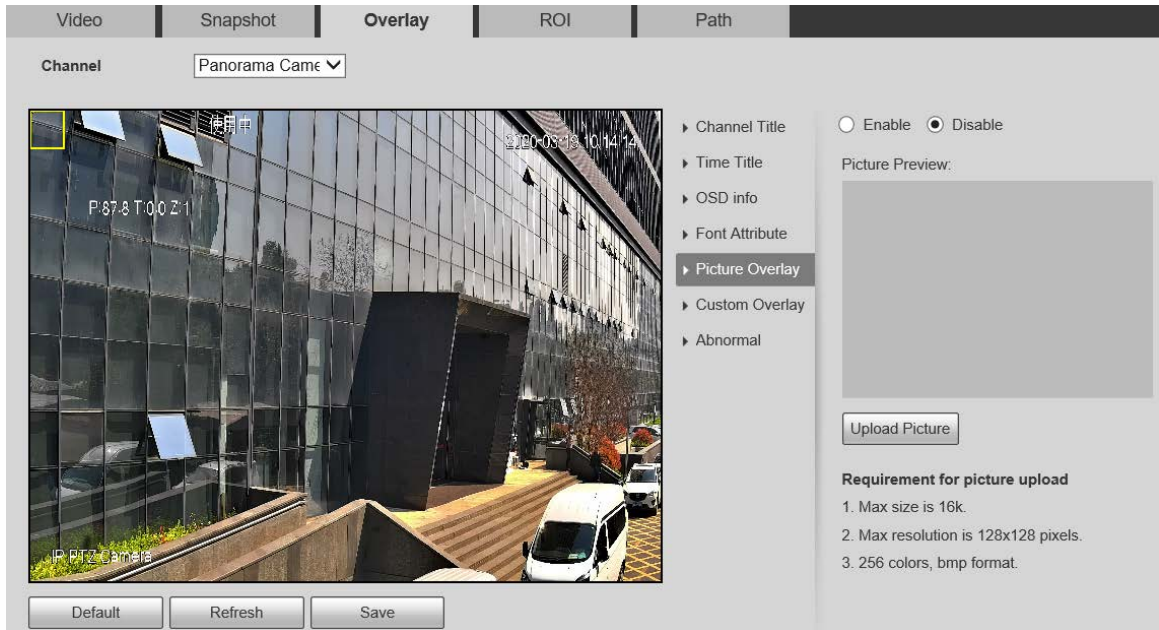 Video Snapshot Overlay ROI Path
Channel Panorama Came
使用中
2020-03-19 10:14:14
P:87.8 T:0.0 Z:1
IR PTZ Camera
Default Refresh Save
Channel Title
Time Title
OSD info
Font Attribute
Picture Overlay
Custom Overlay
Abnormal
Enable Disable
Picture Preview:
Upload Picture
Requirement for picture upload
1. Max size is 16k.
2. Max resolution is 128x128 pixels.
3. 256 colors, bmp format.